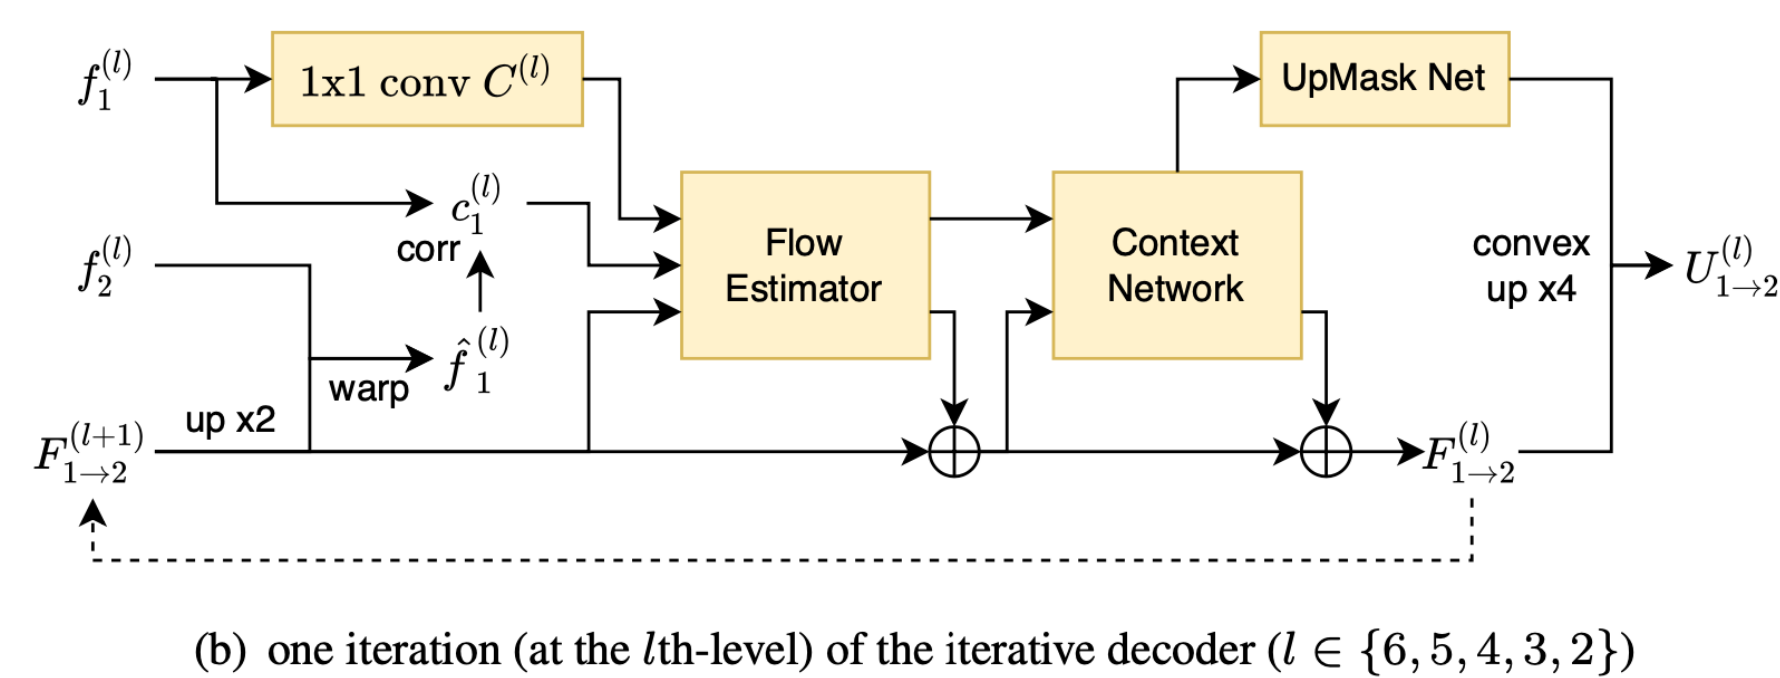 f_1^{(l)}
1x1 conv C^{(l)}
UpMask Net
c_1^{(l)}
corr
f_2^{(l)}
Flow
Estimator
Context
Network
convex
up x4
U_{1→2}^{(l)}
\hat{f}_1^{(l)}
warp
up x2
F_{1→2}^{(l+1)}
F_{1→2}^{(l)}
(b) one iteration (at the lth-level) of the iterative decoder (l ∈ {6, 5, 4, 3, 2})